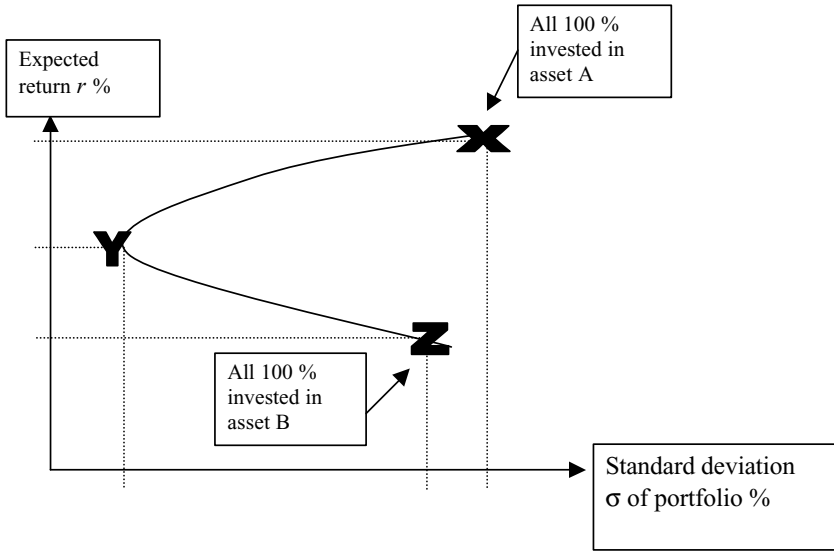 All 100 %
invested in
asset A
Expected
return r %
X
Y
Z
All 100 %
invested in
asset B
Standard deviation
σ of portfolio %